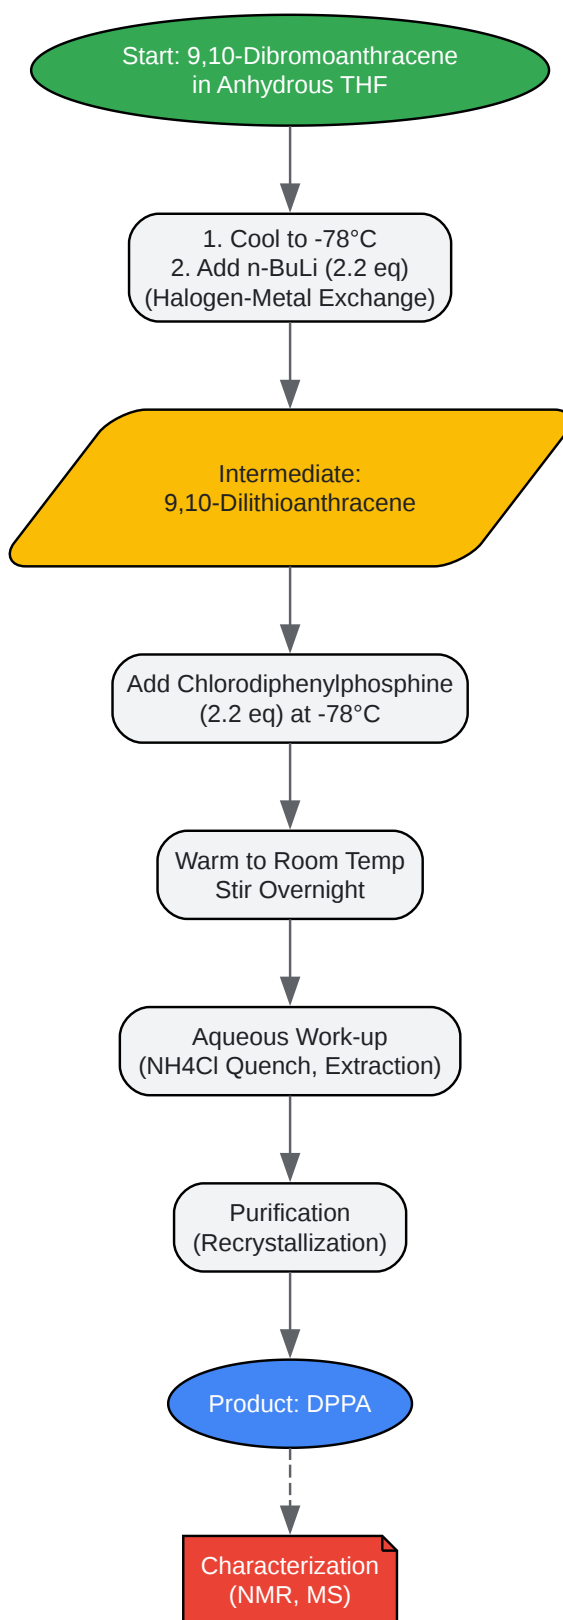 Start: 9,10-Dibromoanthracene
in Anhydrous THF
1. Cool to -78°C
2. Add n-BuLi (2.2 eq)
(Halogen-Metal Exchange)
Intermediate:
9,10-Dilithioanthracene
Add Chlorodiphenylphosphine
(2.2 eq) at -78°C
Warm to Room Temp
Stir Overnight
Aqueous Work-up
(NH4Cl Quench, Extraction)
Purification
(Recrystallization)
Product: DPPA
Characterization
(NMR, MS)